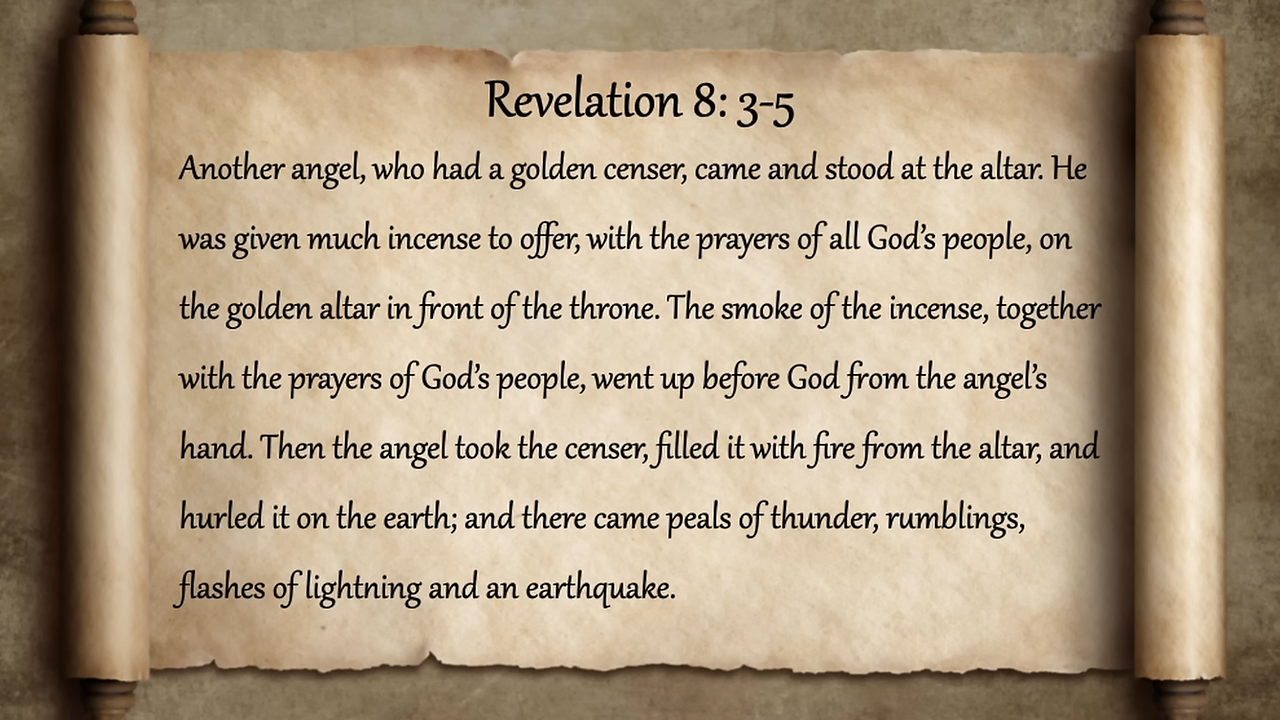 Revelation 8: 3-5
Another angel, who had a golden censer, came and stood at the altar. He
was given much incense to offer, with the prayers of all God’s people, on
the golden altar in front of the throne. The smoke of the incense, together
with the prayers of God’s people, went up before God from the angel’s
hand. Then the angel took the censer, filled it with fire from the altar, and
hurled it on the earth; and there came peals of thunder, rumblings,
flashes of lightning and an earthquake.